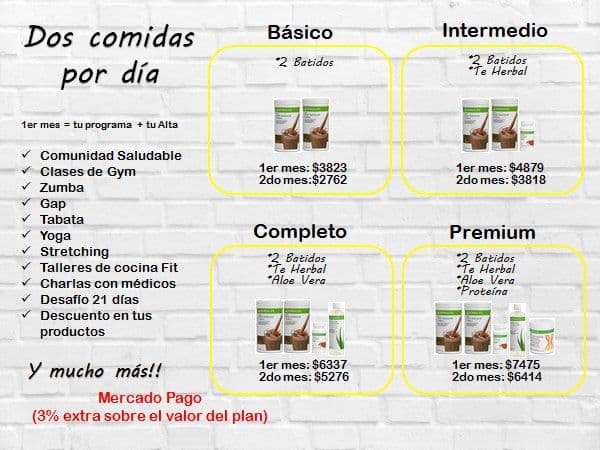 Dos comidas
por día
1er mes = tu programa + tu Alta
✓ Comunidad Saludable
✓ Clases de Gym
✓ Zumba
✓ Gap
✓ Tabata
✓ Yoga
✓ Stretching
✓ Talleres de cocina Fit
✓ Charlas con médicos
✓ Desafío 21 días
✓ Descuento en tus
productos
Y mucho más!!
Mercado Pago
(3% extra sobre el valor del plan)
Básico
*2 Batidos
1er mes: $3823
2do mes: $2762
Intermedio
*2 Batidos
*Te Herbal
1er mes: $4879
2do mes: $3818
Completo
*2 Batidos
*Te Herbal
*Aloe Vera
1er mes: $6337
2do mes: $5276
Premium
*2 Batidos
*Te Herbal
*Aloe Vera
*Proteína
1er mes: $7475
2do mes: $6414